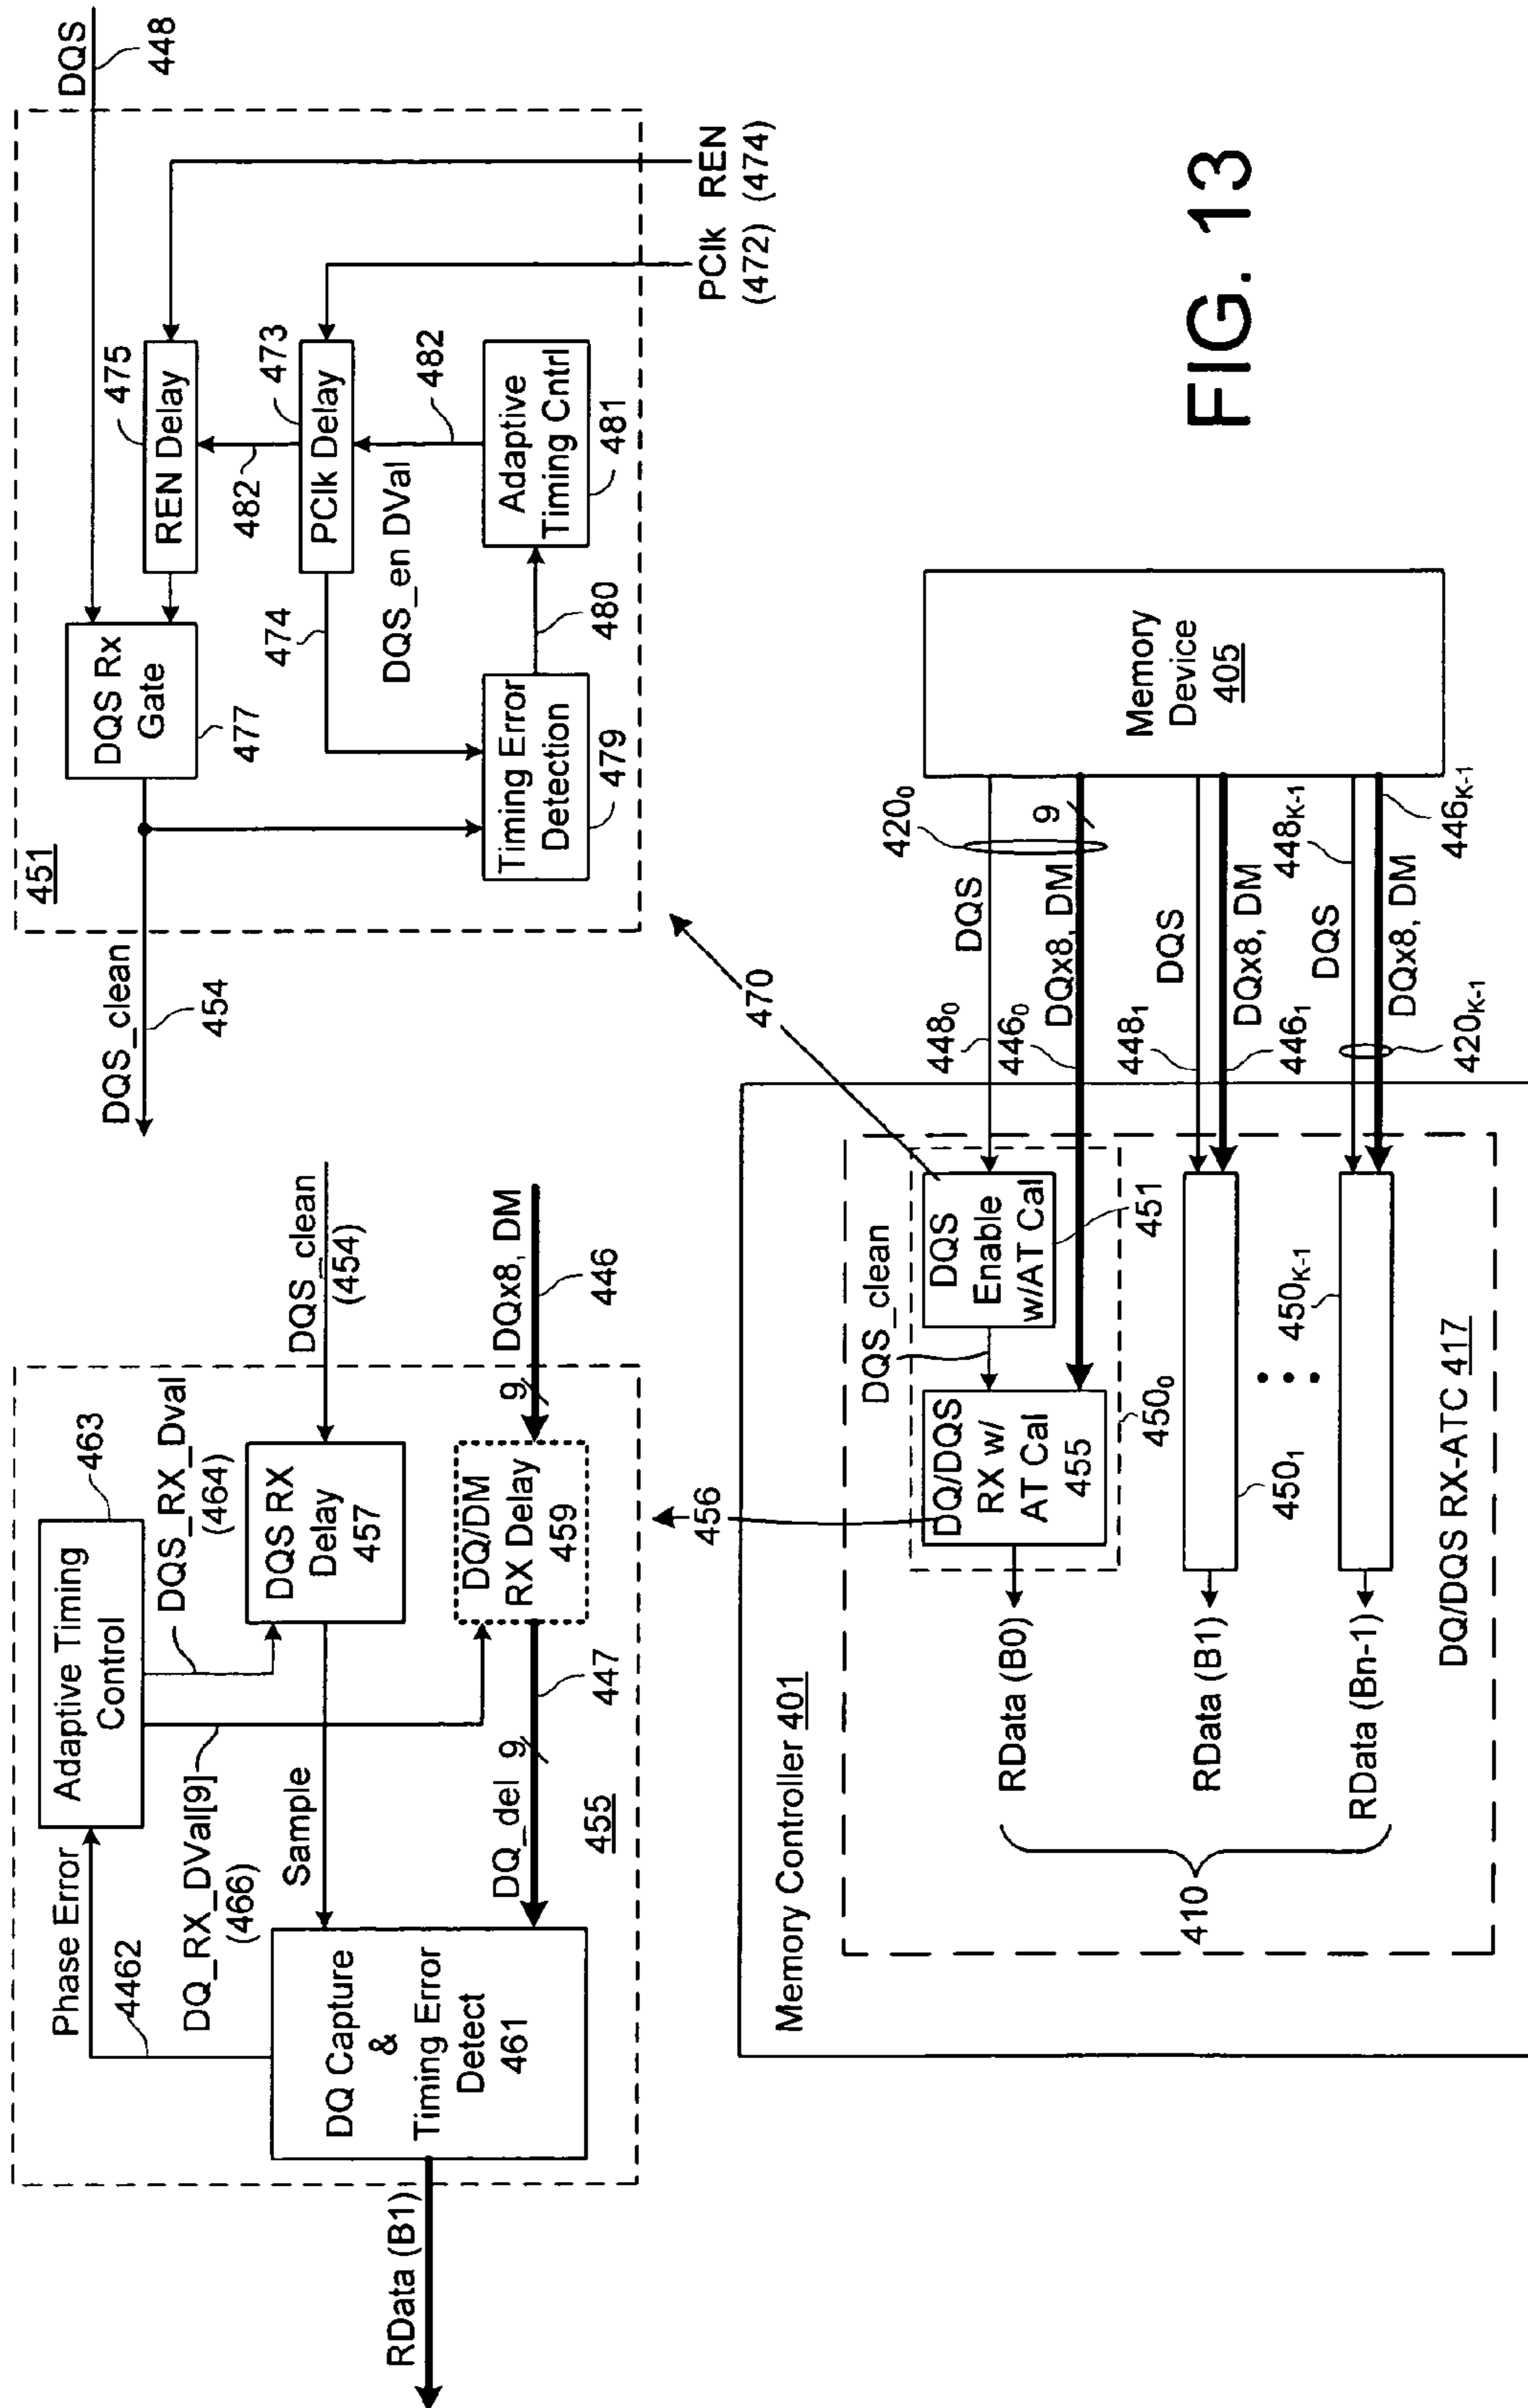 DQS
448
451
DQS Rx
Gate
477
REN Delay
475
482
PClk Delay
473
474
DQS_en DVal
482
Timing Error
Detection
479
480
Adaptive
Timing Cntrl
481
PClk
(472)
REN
(474)
DQS_clean
454
Phase Error
4462
Adaptive Timing
Control
463
DQS_RX_Dval
(464)
DQ_RX_DVal[9]
(466)
DQS RX
Delay
457
DQS_clean
(454)
Sample
DQ/DM
RX Delay
459
9
DQx8, DM
446
447
DQ_del
9
DQ Capture
&
Timing Error
Detect
461
455
RData (B1)
456
470
FIG. 13
Memory Controller 401
DQS_clean
DQ/DQS
RX w/
AT Cal
455
DQS
Enable
w/AT Cal
451
450₀
450₁
450K-1
DQ/DQS RX-ATC 417
RData (B0)
RData (B1)
RData (Bn-1)
410
448₀
DQS
420₀
446₀
DQx8, DM
9
448₁
DQS
DQx8, DM
446₁
448K-1
DQS
DQx8, DM
446K-1
420K-1
Memory
Device
405